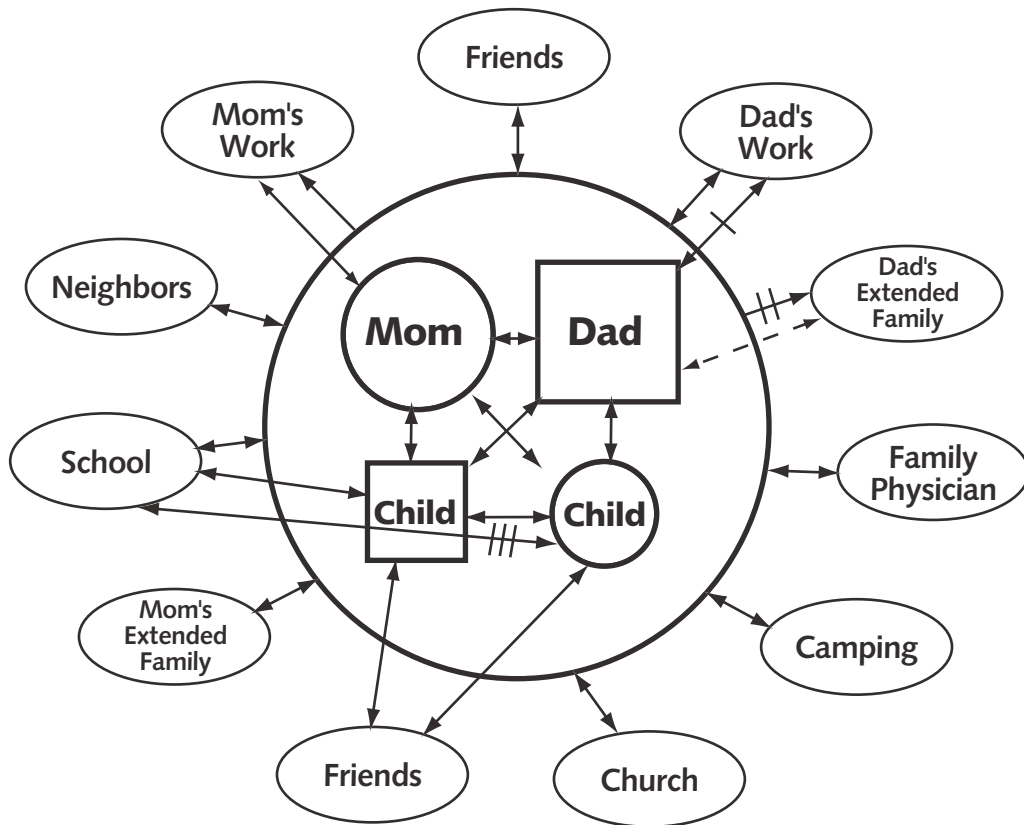 Friends
Mom's
Work
Dad's
Work
Neighbors
Dad's
Extended
Family
Mom
Dad
School
Family
Physician
Child
Child
Mom's
Extended
Family
Camping
Friends
Church